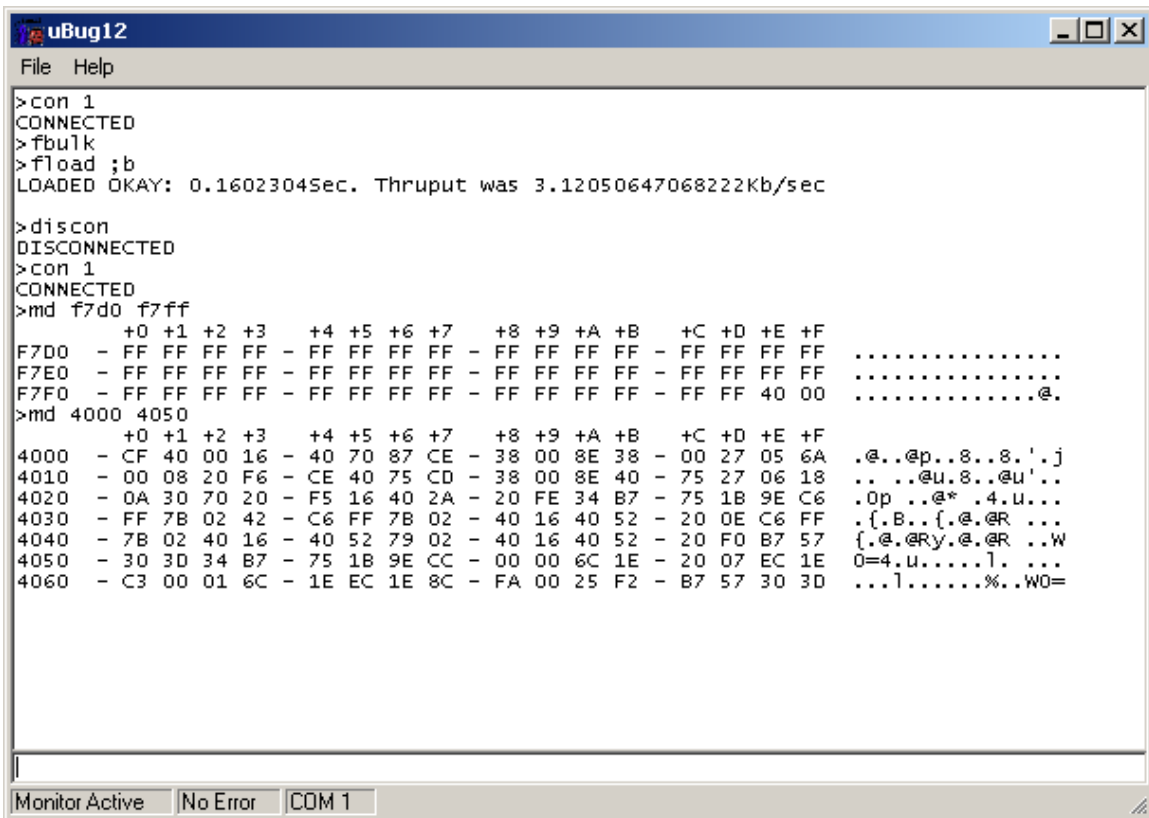 uBug12
File Help
>con 1
CONNECTED
>fbulk
>fload ;b
LOADED OKAY: 0.1602304Sec. Thruput was 3.12050647068222Kb/sec
>discon
DISCONNECTED
>con 1
CONNECTED
>md f7d0 f7ff
+0 +1 +2 +3 +4 +5 +6 +7 +8 +9 +A +B +C +D +E +F
F7D0 - FF FF FF FF - FF FF FF FF - FF FF FF FF - FF FF FF FF ................
F7E0 - FF FF FF FF - FF FF FF FF - FF FF FF FF - FF FF FF FF ................
F7F0 - FF FF FF FF - FF FF FF FF - FF FF FF FF - FF FF 40 00 ..............@.
>md 4000 4050
+0 +1 +2 +3 +4 +5 +6 +7 +8 +9 +A +B +C +D +E +F
4000 - CF 40 00 16 - 40 70 87 CE - 38 00 8E 38 - 00 27 05 6A .@..@p..8..8.'.j
4010 - 00 08 20 F6 - CE 40 75 CD - 38 00 8E 40 - 75 27 06 18 .. ..@u.8..@u'..
4020 - 0A 30 70 20 - F5 16 40 2A - 20 FE 34 B7 - 75 1B 9E C6 .0p ..@* .4.u...
4030 - FF 7B 02 42 - C6 FF 7B 02 - 40 16 40 52 - 20 0E C6 FF .{.B..{.@.@R ...
4040 - 7B 02 40 16 - 40 52 79 02 - 40 16 40 52 - 20 F0 B7 57 {.@.@Ry.@.@R ..W
4050 - 30 3D 34 B7 - 75 1B 9E CC - 00 00 6C 1E - 20 07 EC 1E 0=4.u.....l. ...
4060 - C3 00 01 6C - 1E EC 1E 8C - FA 00 25 F2 - B7 57 30 3D ...l......%..W0=
Monitor Active No Error COM 1